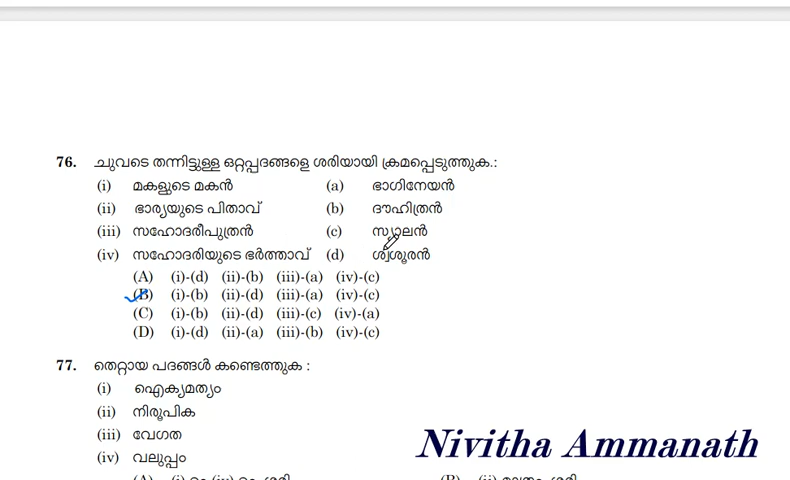 76. ചുവടെ തന്നിട്ടുള്ള ഒറ്റപ്പദങ്ങളെ ശരിയായി ക്രമപ്പെടുത്തുക.:
(i) മകളുടെ മകൻ (a) ഭാഗിനേയൻ
(ii) ഭാര്യയുടെ പിതാവ് (b) ദൗഹിത്രൻ
(iii) സഹോദരീപുത്രൻ (c) സ്യാലൻ
(iv) സഹോദരിയുടെ ഭർത്താവ് (d) ശ്വശൂരൻ
(A) (i)-(d) (ii)-(b) (iii)-(a) (iv)-(c)
(B) (i)-(b) (ii)-(d) (iii)-(a) (iv)-(c)
(C) (i)-(b) (ii)-(d) (iii)-(c) (iv)-(a)
(D) (i)-(d) (ii)-(a) (iii)-(b) (iv)-(c)
77. തെറ്റായ പദങ്ങൾ കണ്ടെത്തുക :
(i) ഐക്യമത്യം
(ii) നിരൂപിക
(iii) വേഗത
(iv) വലുപ്പം
Nivitha Ammanath